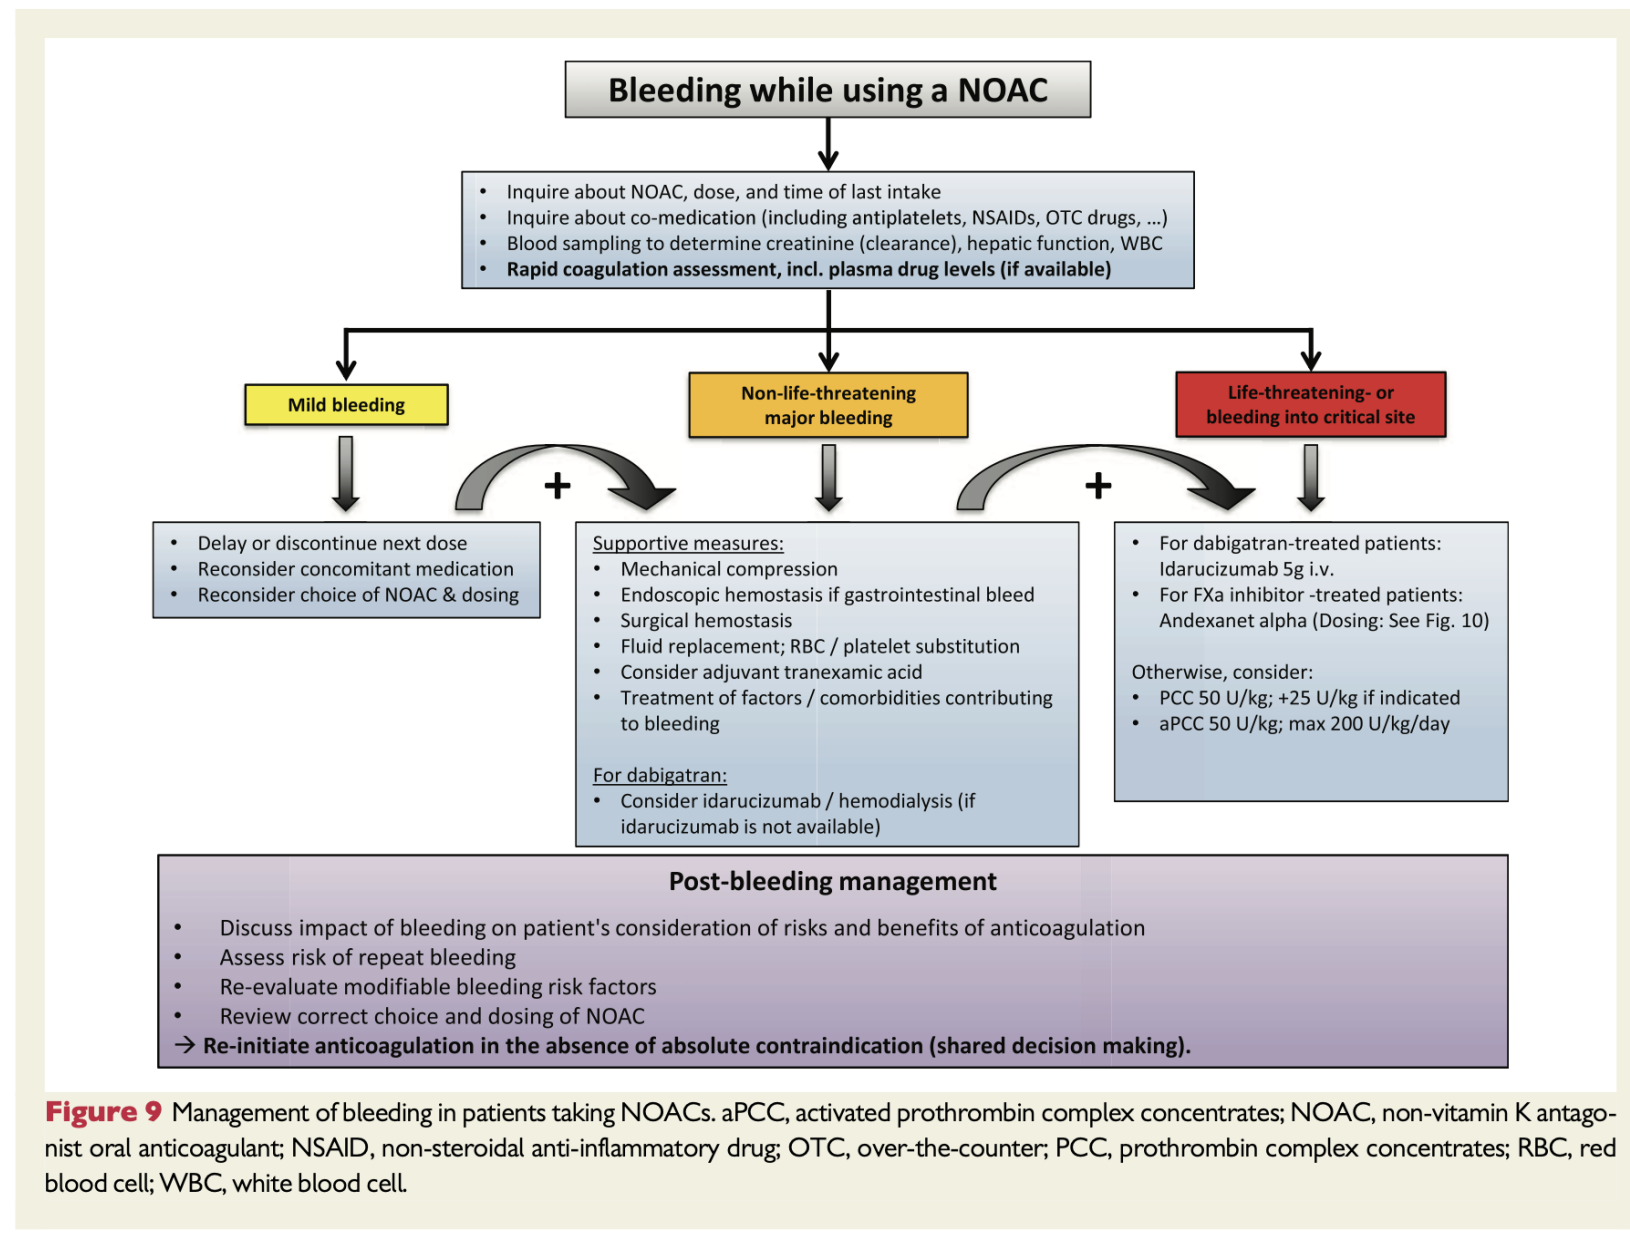 Bleeding while using a NOAC
• Inquire about NOAC, dose, and time of last intake
• Inquire about co-medication (including antiplatelets, NSAIDs, OTC drugs, ...)
• Blood sampling to determine creatinine (clearance), hepatic function, WBC
• Rapid coagulation assessment, incl. plasma drug levels (if available)
Mild bleeding
Non-life-threatening
major bleeding
Life-threatening- or
bleeding into critical site
+
+
• Delay or discontinue next dose
• Reconsider concomitant medication
• Reconsider choice of NOAC & dosing
Supportive measures:
• Mechanical compression
• Endoscopic hemostasis if gastrointestinal bleed
• Surgical hemostasis
• Fluid replacement; RBC / platelet substitution
• Consider adjuvant tranexamic acid
• Treatment of factors / comorbidities contributing
to bleeding
For dabigatran:
• Consider idarucizumab / hemodialysis (if
idarucizumab is not available)
• For dabigatran-treated patients:
Idarucizumab 5g i.v.
• For FXa inhibitor -treated patients:
Andexanet alpha (Dosing: See Fig. 10)
Otherwise, consider:
• PCC 50 U/kg; +25 U/kg if indicated
• aPCC 50 U/kg; max 200 U/kg/day
Post-bleeding management
• Discuss impact of bleeding on patient's consideration of risks and benefits of anticoagulation
• Assess risk of repeat bleeding
• Re-evaluate modifiable bleeding risk factors
• Review correct choice and dosing of NOAC
→ Re-initiate anticoagulation in the absence of absolute contraindication (shared decision making).
Figure 9 Management of bleeding in patients taking NOACs. aPCC, activated prothrombin complex concentrates; NOAC, non-vitamin K antago-
nist oral anticoagulant; NSAID, non-steroidal anti-inflammatory drug; OTC, over-the-counter; PCC, prothrombin complex concentrates; RBC, red
blood cell; WBC, white blood cell.